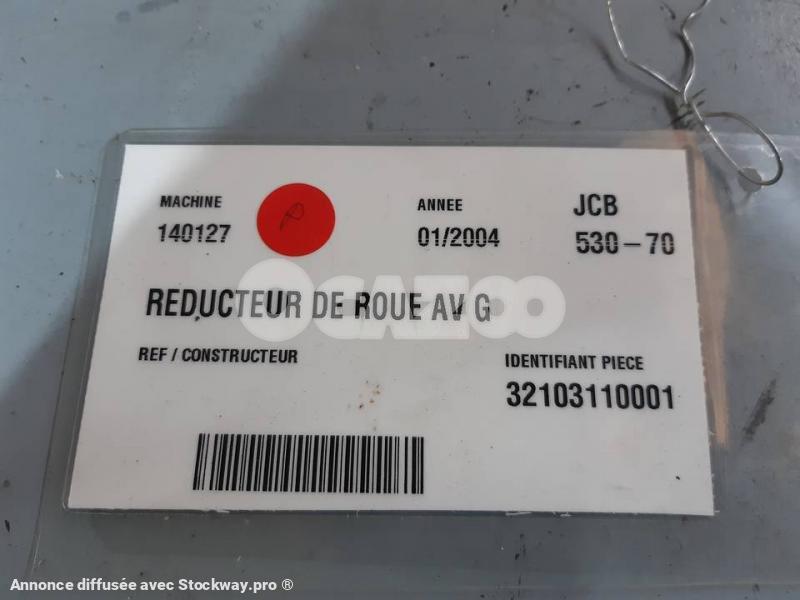 MACHINE
140127
ANNEE
01/2004
JCB
530-70
REDUCTEUR DE ROUE AV G
OCAZOO
REF / CONSTRUCTEUR
IDENTIFIANT PIECE
32103110001
Annonce diffusée avec Stockway.pro ®